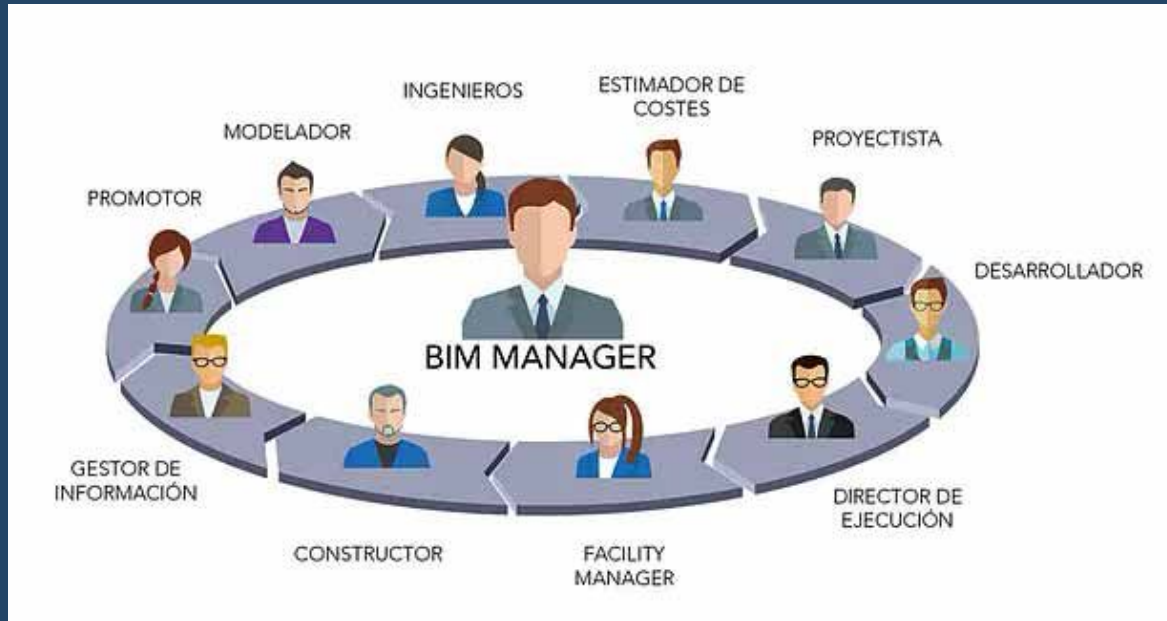 INGENIEROS
ESTIMADOR DE
COSTES
MODELADOR
PROYECTISTA
PROMOTOR
DESARROLLADOR
BIM MANAGER
GESTOR DE
INFORMACIÓN
DIRECTOR DE
EJECUCIÓN
CONSTRUCTOR
FACILITY
MANAGER